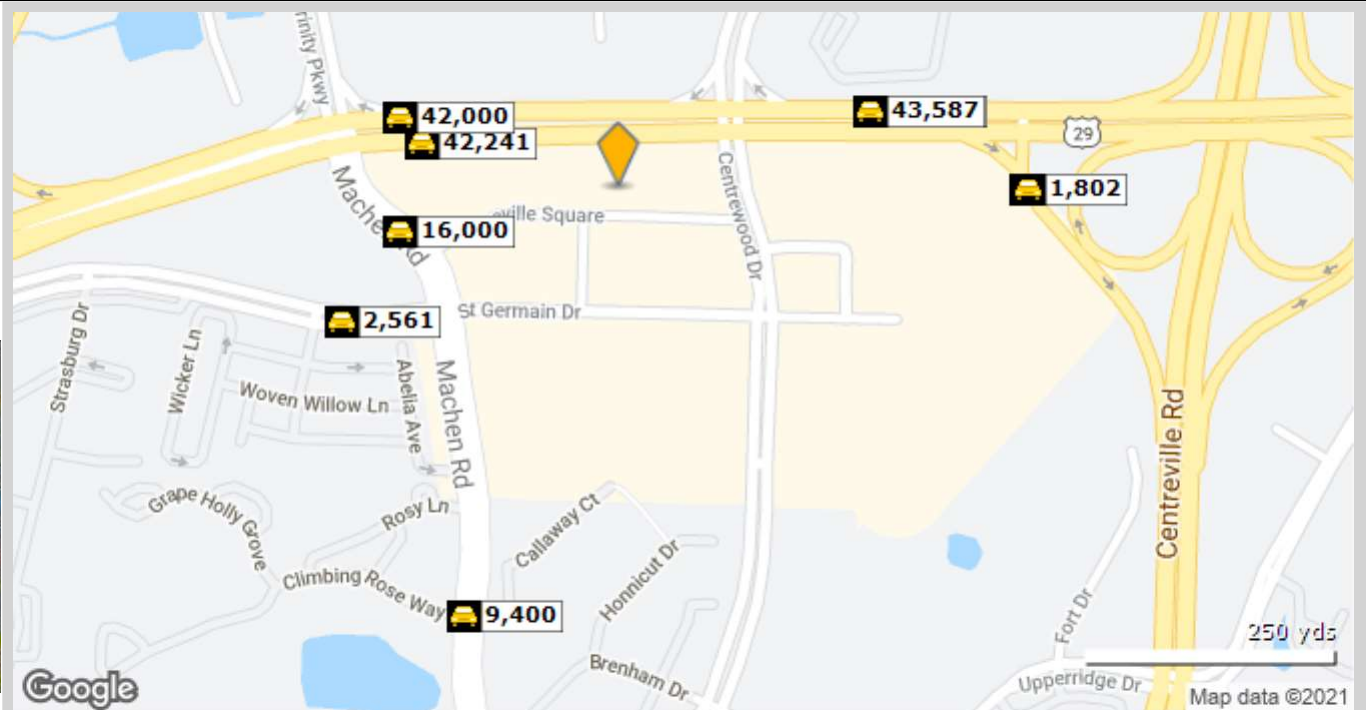 rinity Pkwy
42,000
42,241
43,587
29
1,802
Machen Rd
Centrewood Dr
eville Square
16,000
2,561
St Germain Dr
Strasburg Dr
Wicker Ln
Woven Willow Ln
Abelia Ave
Machen Rd
Centreville Rd
Grape Holly Grove
Rosy Ln
Callaway Ct
Climbing Rose Way
Honnicut Dr
9,400
Fort Dr
250 yds
Brenham Dr
Upperridge Dr
Google
Map data ©2021